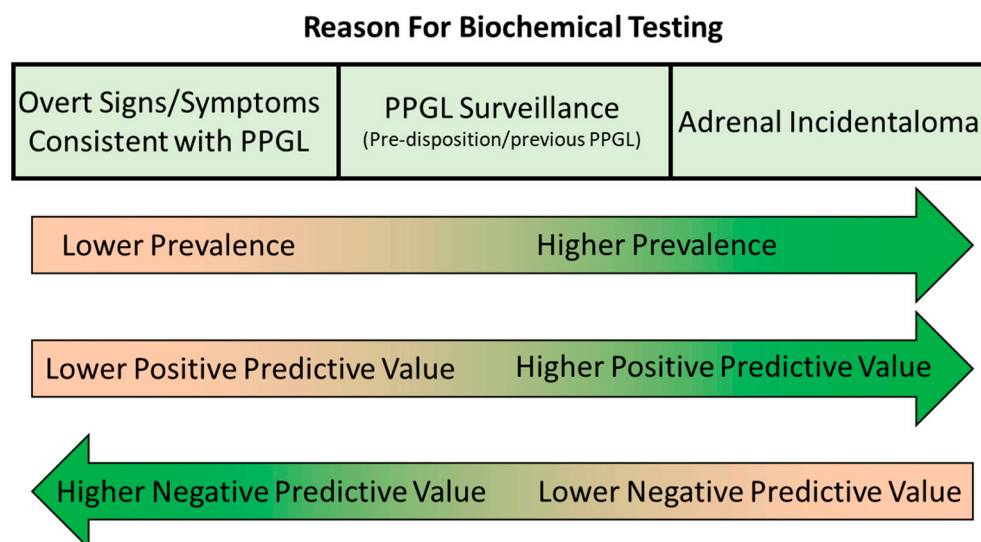 Reason For Biochemical Testing
Overt Signs/Symptoms
Consistent with PPGL
PPGL Surveillance
(Pre-disposition/previous PPGL)
Adrenal Incidentaloma
Lower Prevalence
Higher Prevalence
Lower Positive Predictive Value
Higher Positive Predictive Value
Higher Negative Predictive Value
Lower Negative Predictive Value